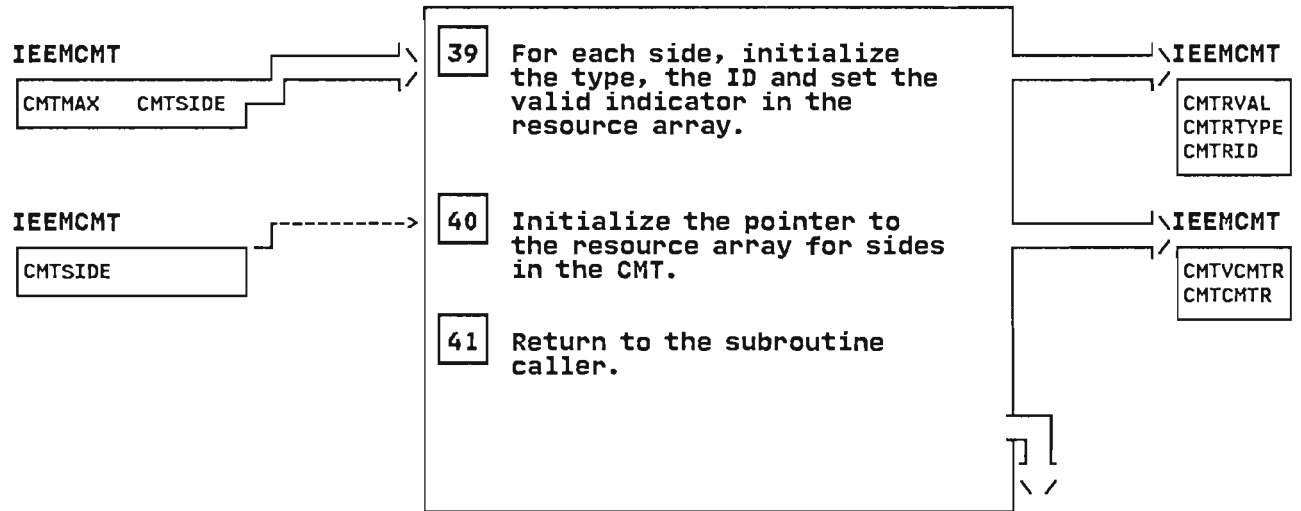 IEEMCMT
CMTMAX CMTSIDE
39 For each side, initialize
the type, the ID and set the
valid indicator in the
resource array.
IEEMCMT
CMTRVAL
CMTRTYPE
CMTRID
IEEMCMT
CMTSIDE
40 Initialize the pointer to
the resource array for sides
in the CMT.
IEEMCMT
CMTVCMTR
CMTCMTR
41 Return to the subroutine
caller.